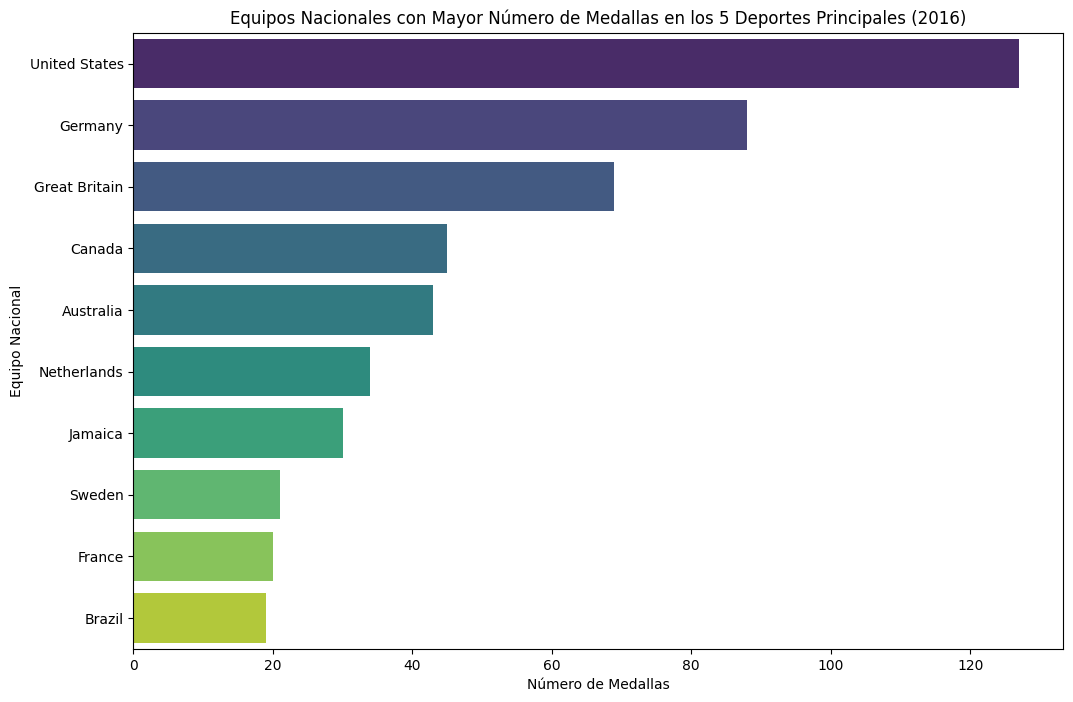 Equipos Nacionales con Mayor Número de Medallas en los 5 Deportes Principales (2016)
United States
Germany
Great Britain
Canada
Australia
Netherlands
Jamaica
Sweden
France
Brazil
Equipo Nacional
0 20 40 60 80 100 120
Número de Medallas